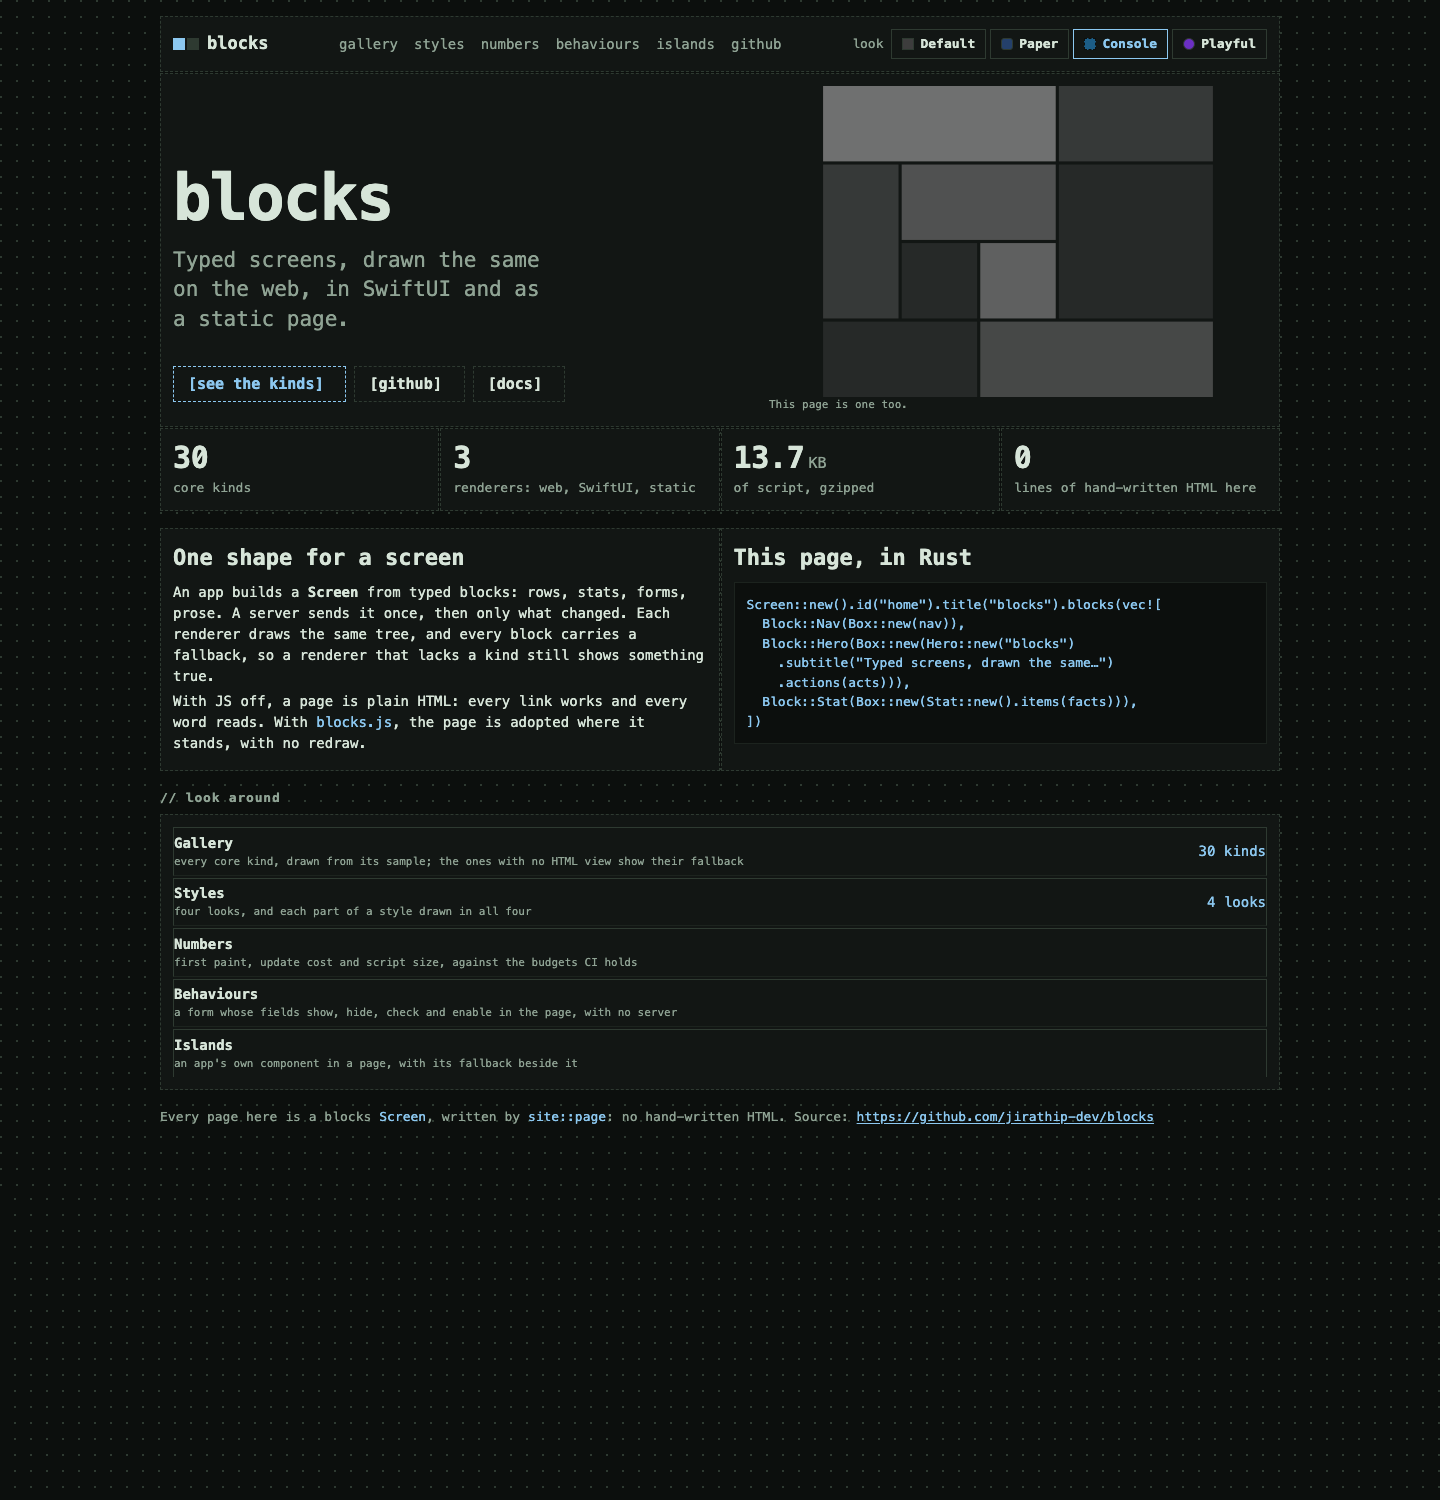 blocks
gallery styles numbers behaviours islands github
look Default Paper Console Playful
blocks
Typed screens, drawn the same
on the web, in SwiftUI and as
a static page.
[see the kinds] [github] [docs]
This page is one too.
30
core kinds
3
renderers: web, SwiftUI, static
13.7 KB
of script, gzipped
0
lines of hand-written HTML here
One shape for a screen
An app builds a Screen from typed blocks: rows, stats, forms,
prose. A server sends it once, then only what changed. Each
renderer draws the same tree, and every block carries a
fallback, so a renderer that lacks a kind still shows something
true.
With JS off, a page is plain HTML: every link works and every
word reads. With blocks.js, the page is adopted where it
stands, with no redraw.
This page, in Rust
Screen::new().id("home").title("blocks").blocks(vec![
  Block::Nav(Box::new(nav)),
  Block::Hero(Box::new(Hero::new("blocks")
    .subtitle("Typed screens, drawn the same…")
    .actions(acts))),
  Block::Stat(Box::new(Stat::new().items(facts))),
])
// look around
Gallery
every core kind, drawn from its sample; the ones with no HTML view show their fallback
30 kinds
Styles
four looks, and each part of a style drawn in all four
4 looks
Numbers
first paint, update cost and script size, against the budgets CI holds
Behaviours
a form whose fields show, hide, check and enable in the page, with no server
Islands
an app's own component in a page, with its fallback beside it
Every page here is a blocks Screen, written by site::page: no hand-written HTML. Source: https://github.com/jirathip-dev/blocks